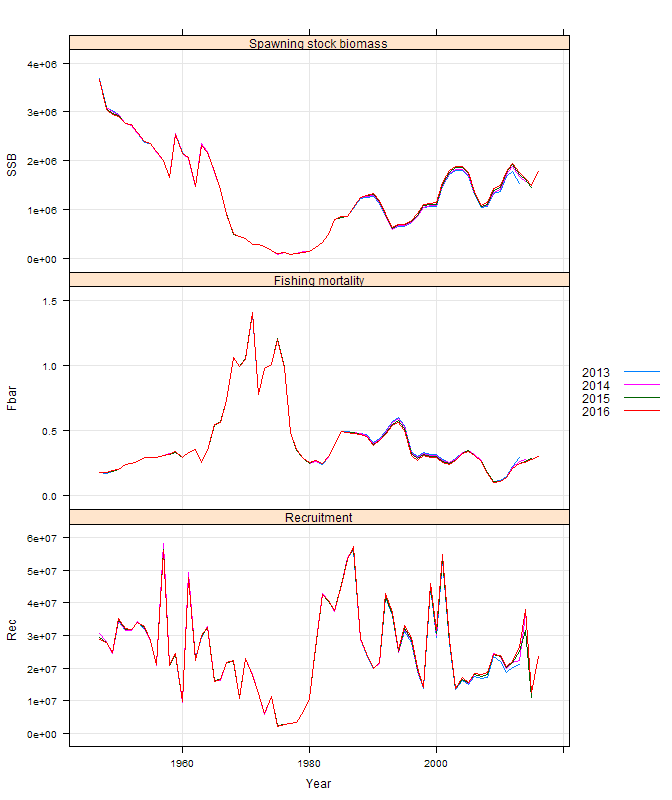 Spawning stock biomass
4e+06
3e+06
2e+06
1e+06
0e+00
SSB
Fishing mortality
1.5
1.0
0.5
0.0
Fbar
2013
2014
2015
2016
Recruitment
6e+07
5e+07
4e+07
3e+07
2e+07
1e+07
0e+00
Rec
1960 1980 2000
Year